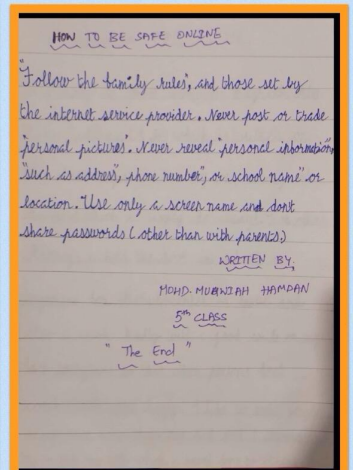 HOW TO BE SAFE ONLINE
"Follow the family rules", and those set by
the internet service provider. Never post or trade
"personal pictures". Never reveal "personal information",
"such as address", phone number", or school name" or
location. Use only a screen name and dont
share passwords (other than with parents.)
WRITTEN BY.
MOHD. MUAWIAH HAMDAN
5th CLASS
" The End "